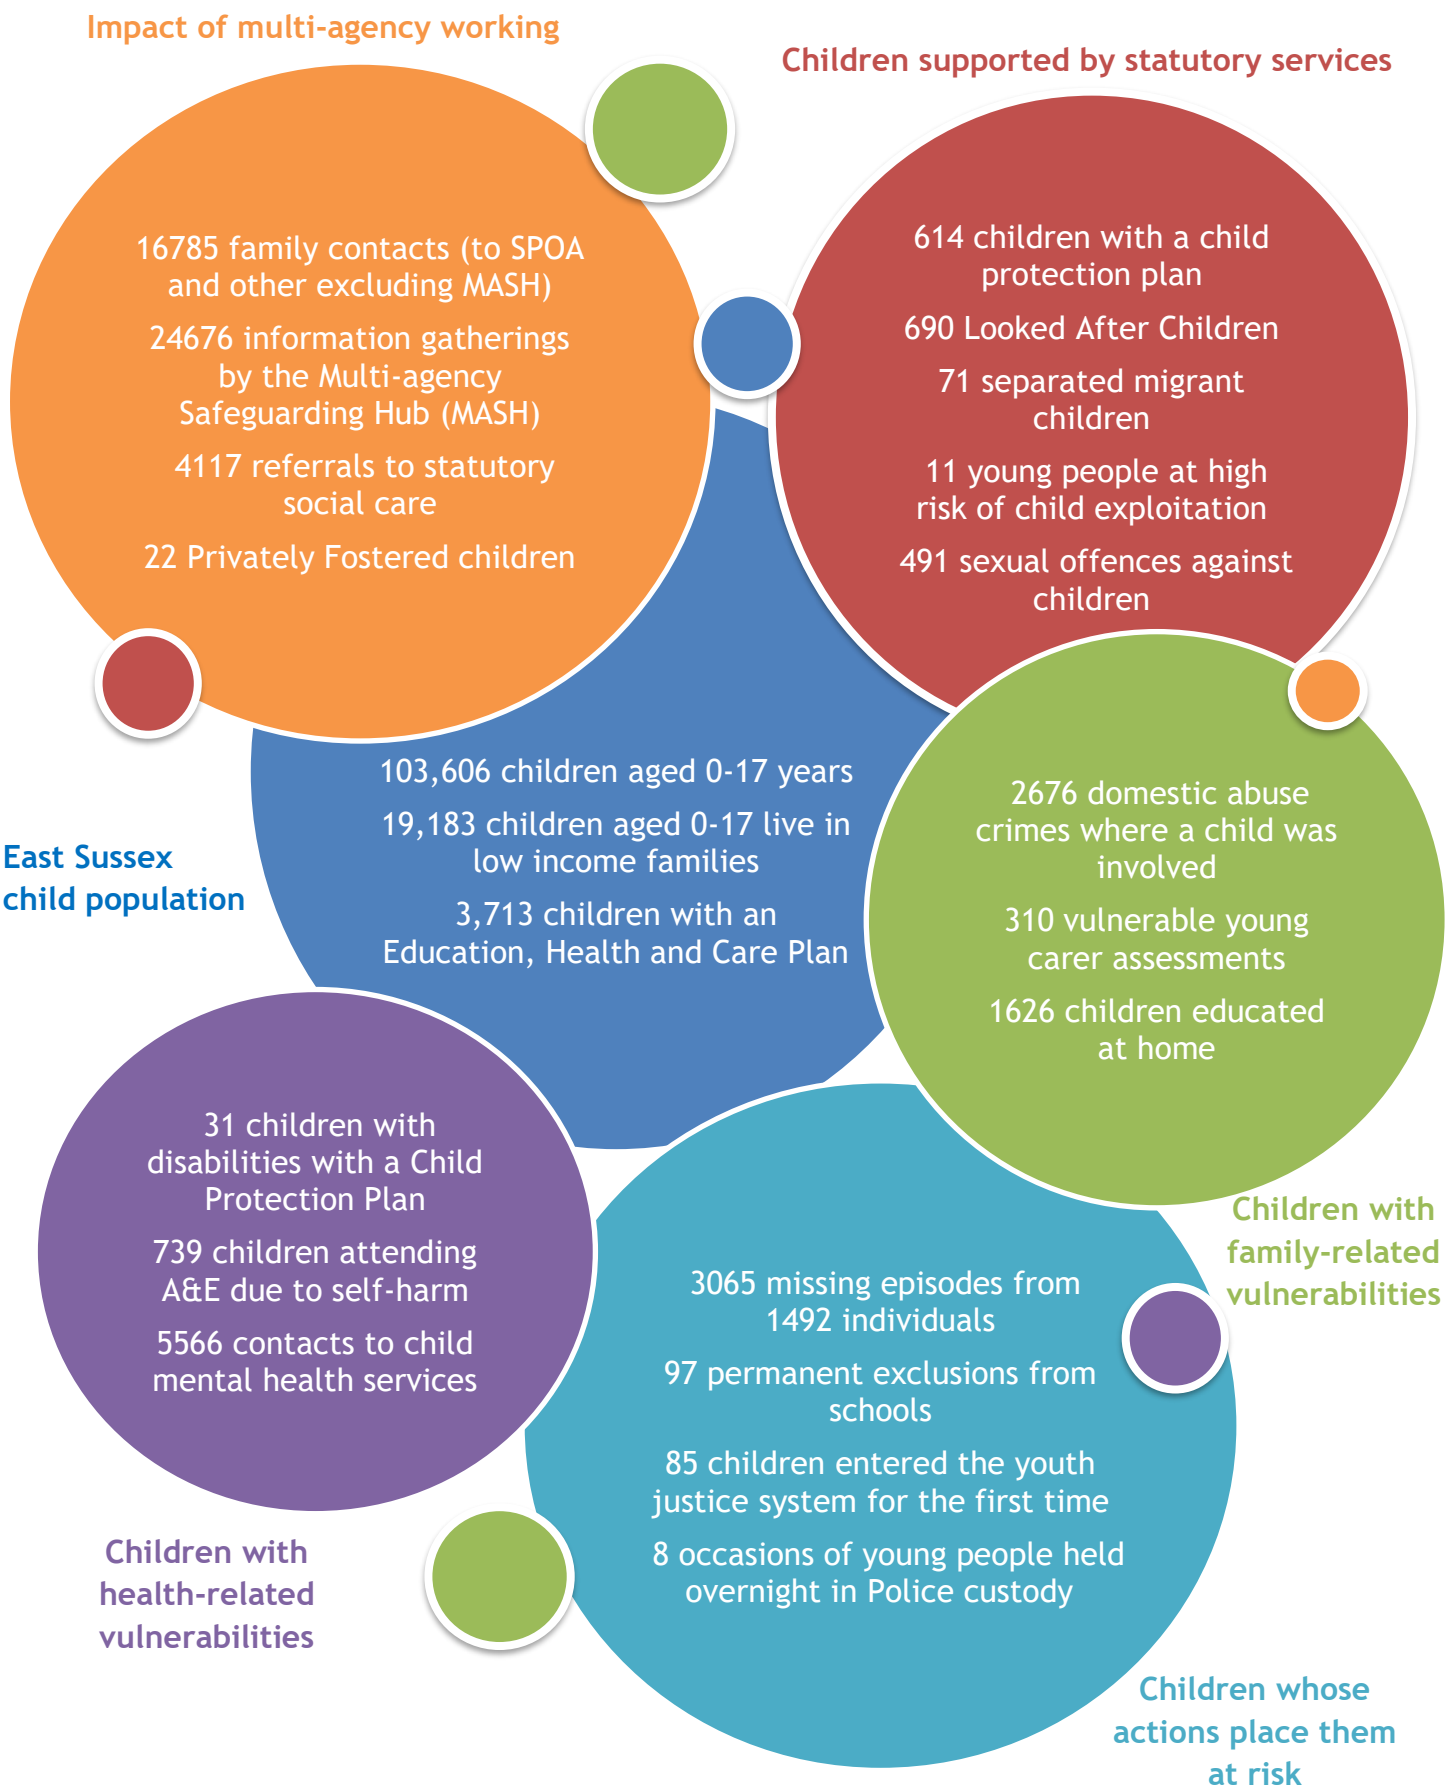 Impact of multi-agency working
16785 family contacts (to SPOA
and other excluding MASH)
24676 information gatherings
by the Multi-agency
Safeguarding Hub (MASH)
4117 referrals to statutory
social care
22 Privately Fostered children
Children supported by statutory services
614 children with a child
protection plan
690 Looked After Children
71 separated migrant
children
11 young people at high
risk of child exploitation
491 sexual offences against
children
East Sussex
child population
103,606 children aged 0-17 years
19,183 children aged 0-17 live in
low income families
3,713 children with an
Education, Health and Care Plan
2676 domestic abuse
crimes where a child was
involved
310 vulnerable young
carer assessments
1626 children educated
at home
Children with
family-related
vulnerabilities
31 children with
disabilities with a Child
Protection Plan
739 children attending
A&E due to self-harm
5566 contacts to child
mental health services
Children with
health-related
vulnerabilities
3065 missing episodes from
1492 individuals
97 permanent exclusions from
schools
85 children entered the youth
justice system for the first time
8 occasions of young people held
overnight in Police custody
Children whose
actions place them
at risk